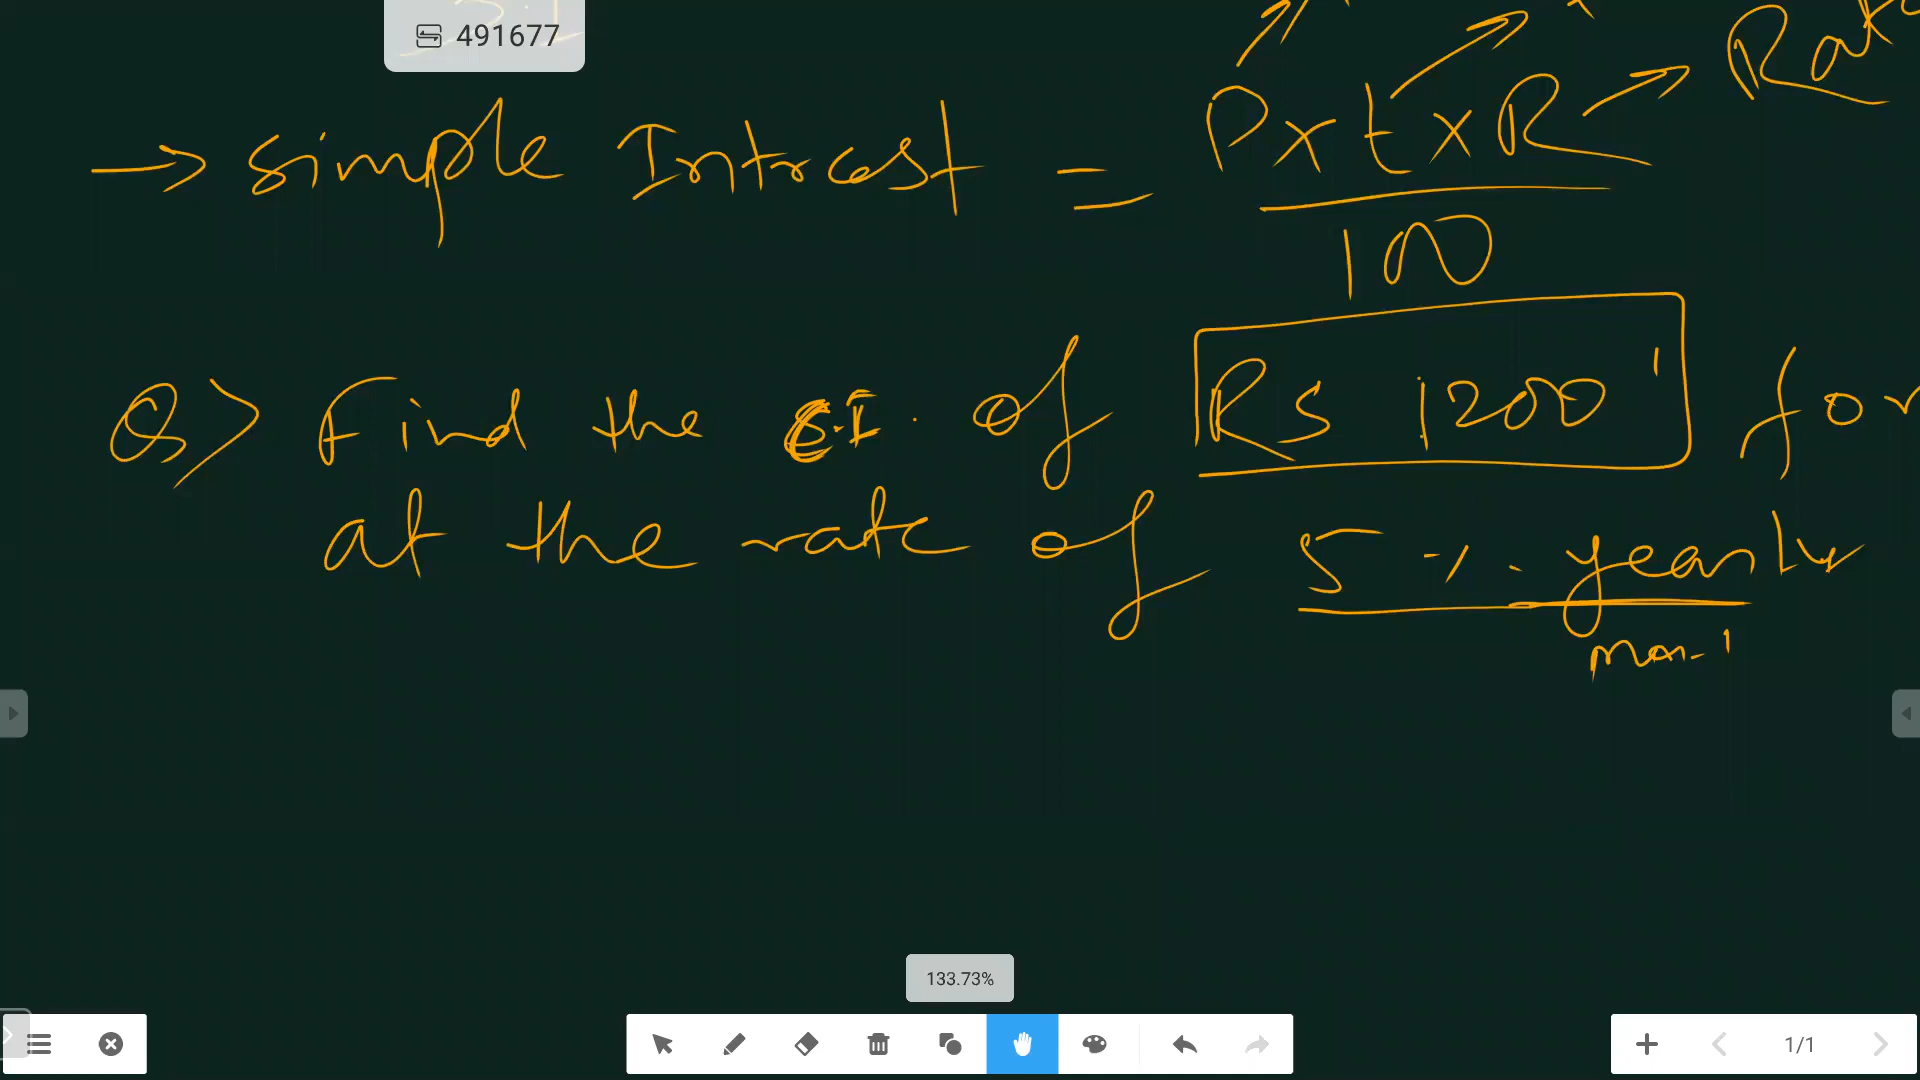 491677
→ simple Intrest = P x t x R → Rat
100
Q> Find the S.I. of Rs 1200 for
at the rate of 5 %. yearly
133.73%
1/1